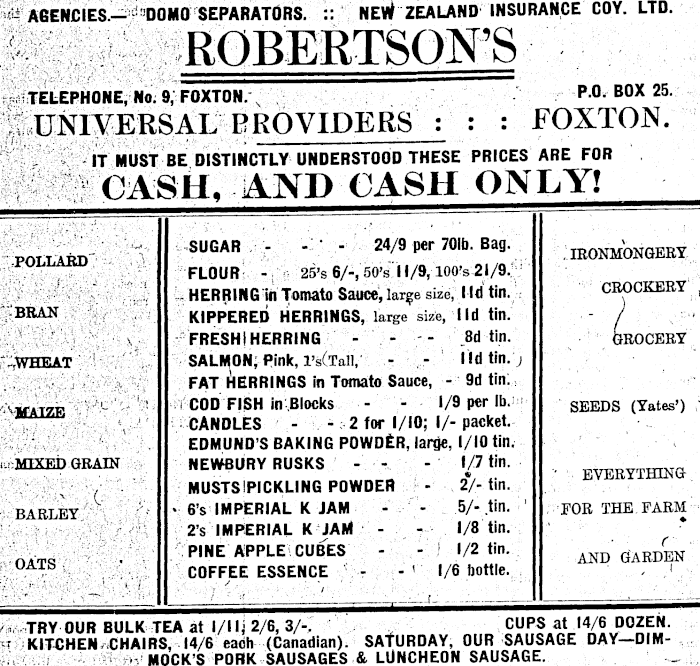 AGENCIES.— "DOMO SEPARATORS. :: NEW ZEALAND INSURANCE COY. LTD.
ROBERTSON'S
TELEPHONE, No. 9, FOXTON. P.O. BOX 25.
UNIVERSAL PROVIDERS : : : FOXTON.
IT MUST BE DISTINCTLY UNDERSTOOD THESE PRICES ARE FOR
CASH, AND CASH ONLY!
POLLARD
BRAN
WHEAT
MAIZE
MIXED GRAIN
BARLEY
OATS
SUGAR - - - 24/9 per 70lb. Bag.
FLOUR - 25's 6/-, 50's 11/9, 100's 21/9.
HERRING in Tomato Sauce, large size, 11d tin.
KIPPERED HERRINGS, large size, 11d tin.
FRESH HERRING - - - - 8d tin.
SALMON, Pink, 1's Tall, - - 11d tin.
FAT HERRINGS in Tomato Sauce, - 9d tin.
COD FISH in Blocks - - 1/9 per lb.
CANDLES - - 2 for 1/10; 1/- packet.
EDMUND'S BAKING POWDER, large, 1/10 tin.
NEWBURY RUSKS - - - 1/7 tin.
MUSTS PICKLING POWDER - 2/- tin.
6's IMPERIAL K JAM - - 5/- tin.
2's IMPERIAL K JAM - - 1/8 tin.
PINE APPLE CUBES - - 1/2 tin.
COFFEE ESSENCE - - 1/6 bottle.
IRONMONGERY
CROCKERY
GROCERY
SEEDS (Yates')
EVERYTHING
FOR THE FARM
AND GARDEN
TRY OUR BULK TEA at 1/11, 2/6, 3/-. CUPS at 14/6 DOZEN.
KITCHEN CHAIRS, 14/6 each (Canadian). SATURDAY, OUR SAUSAGE DAY—DIM-
MOCK'S PORK SAUSAGES & LUNCHEON SAUSAGE.